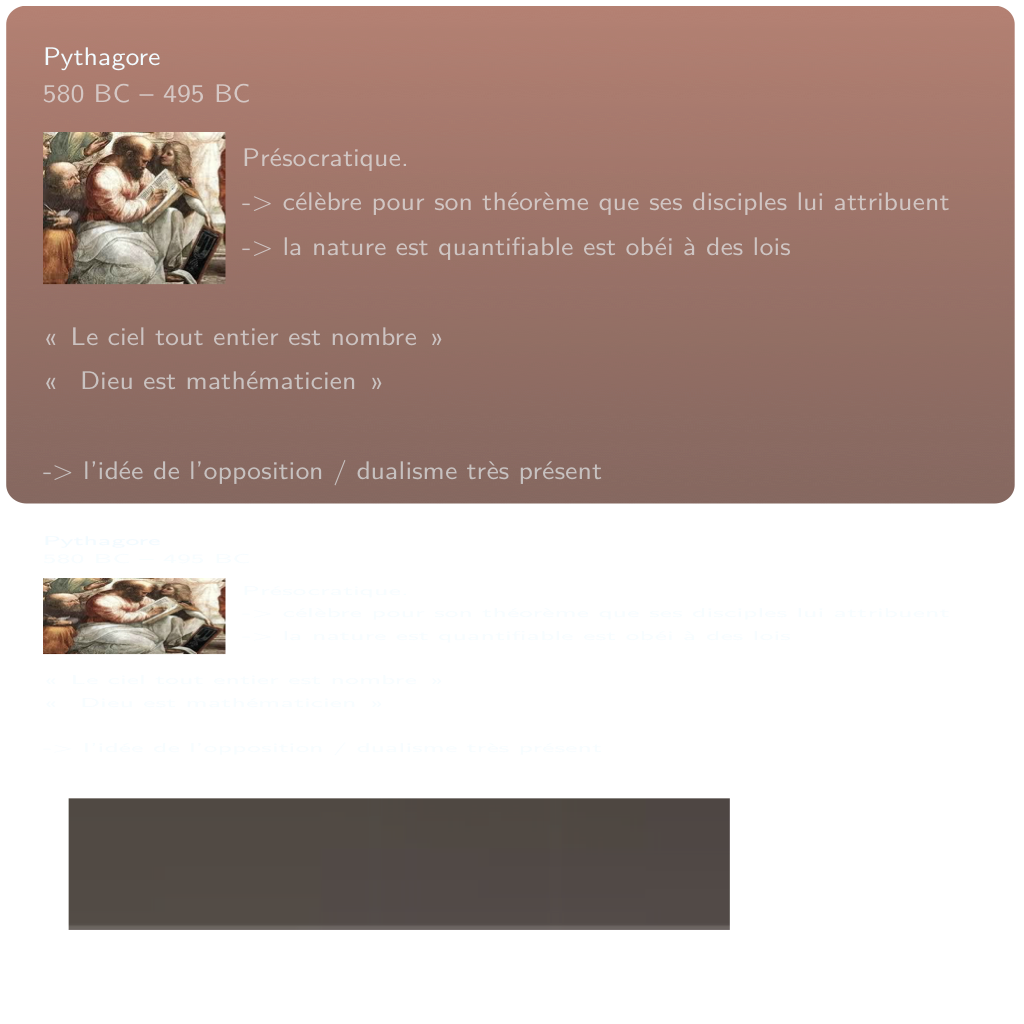 Pythagore
580 BC – 495 BC
Présocratique.
-> célèbre pour son théorème que ses disciples lui attribuent
-> la nature est quantifiable est obéi à des lois
« Le ciel tout entier est nombre »
« Dieu est mathématicien »
-> l'idée de l'opposition / dualisme très présent
Pythagore
580 BC – 495 BC
Présocratique.
-> célèbre pour son théorème que ses disciples lui attribuent
-> la nature est quantifiable est obéi à des lois
« Le ciel tout entier est nombre »
« Dieu est mathématicien »
-> l'idée de l'opposition / dualisme très présent